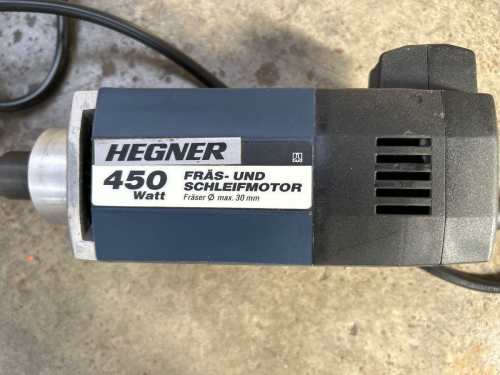 HEGNER
450 Watt
FRÄS- UND
SCHLEIFMOTOR
Fräser Ø max. 30 mm